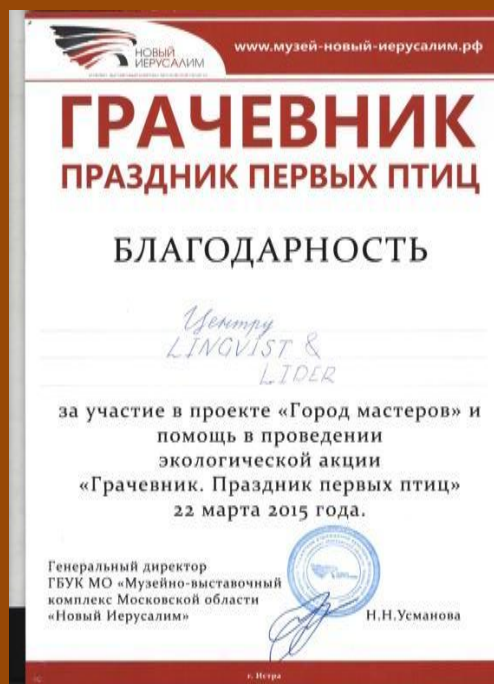 НОВЫЙ
ИЕРУСАЛИМ
www.музей-новый-иерусалим.рф
ГРАЧЕВНИК
ПРАЗДНИК ПЕРВЫХ ПТИЦ
БЛАГОДАРНОСТЬ
Центру
LINGVIST &
LIDER
за участие в проекте «Город мастеров» и
помощь в проведении
экологической акции
«Грачевник. Праздник первых птиц»
22 марта 2015 года.
Генеральный директор
ГБУК МО «Музейно-выставочный
комплекс Московской области
«Новый Иерусалим»
Н.Н.Усманова
г. Истра